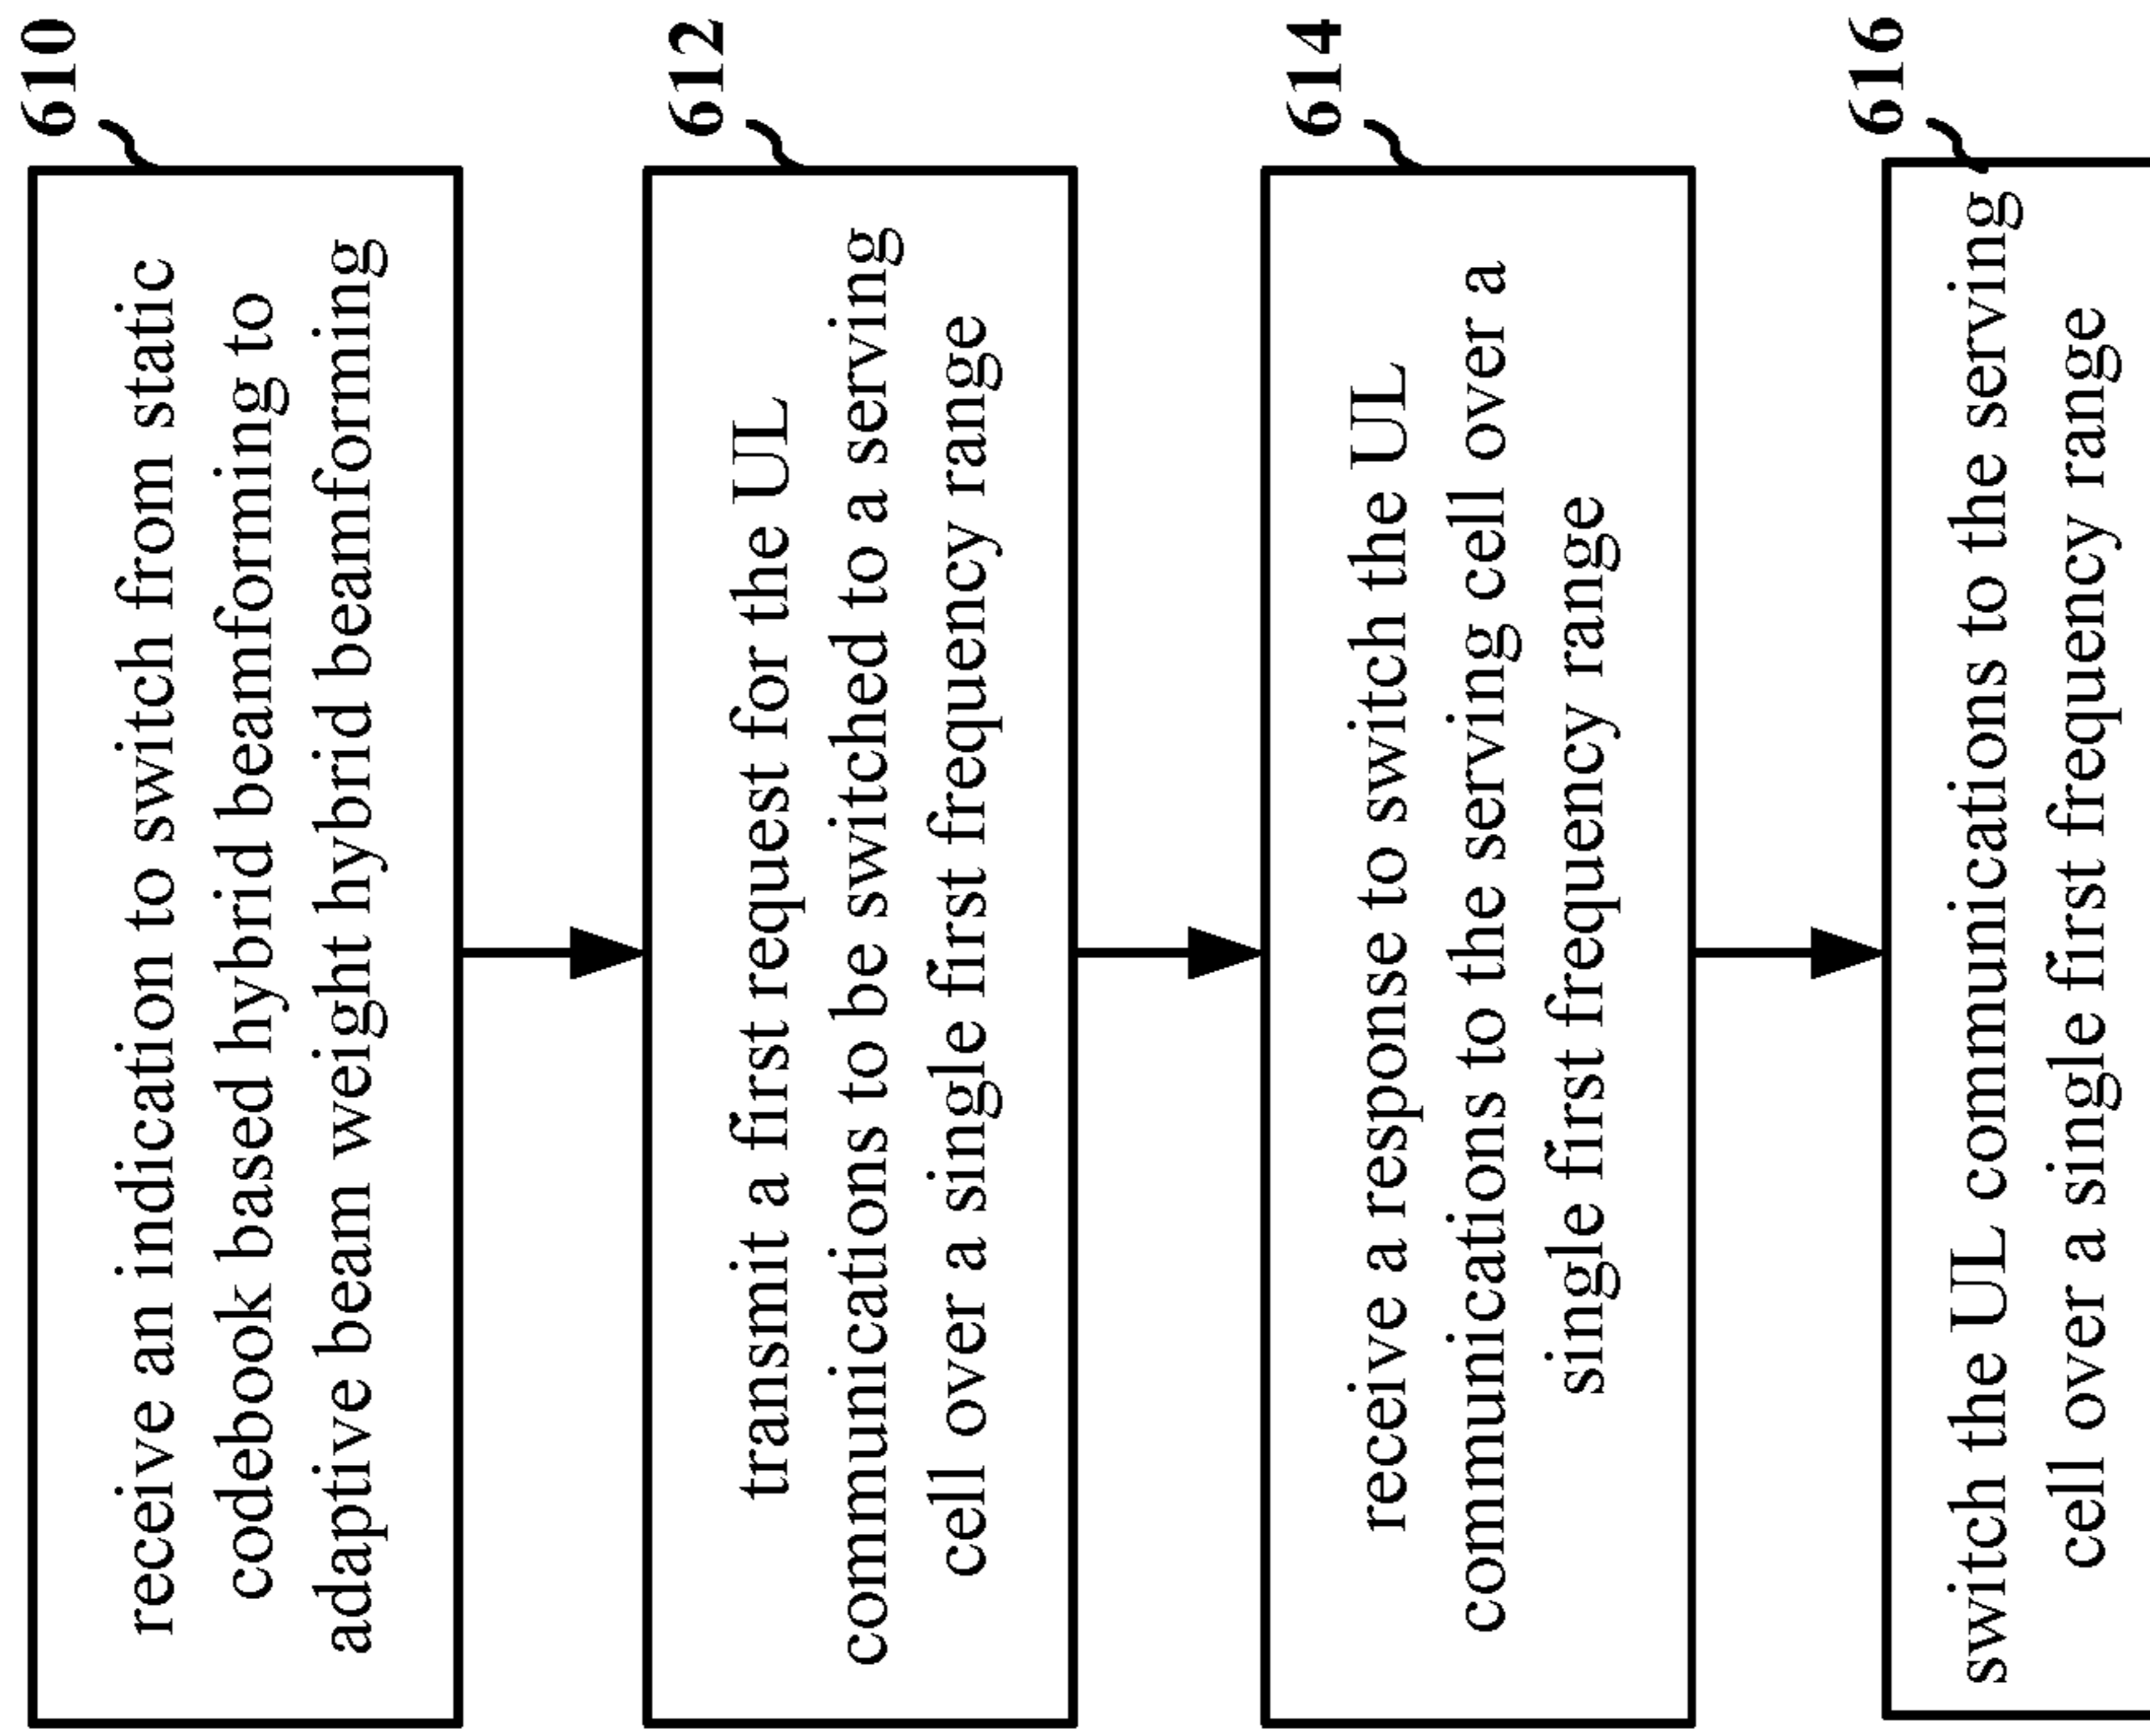 610
receive an indication to switch from static
codebook based hybrid beamforming to
adaptive beam weight hybrid beamforming
612
transmit a first request for the UL
communications to be switched to a serving
cell over a single first frequency range
614
receive a response to switch the UL
communications to the serving cell over a
single first frequency range
616
switch the UL communications to the serving
cell over a single first frequency range